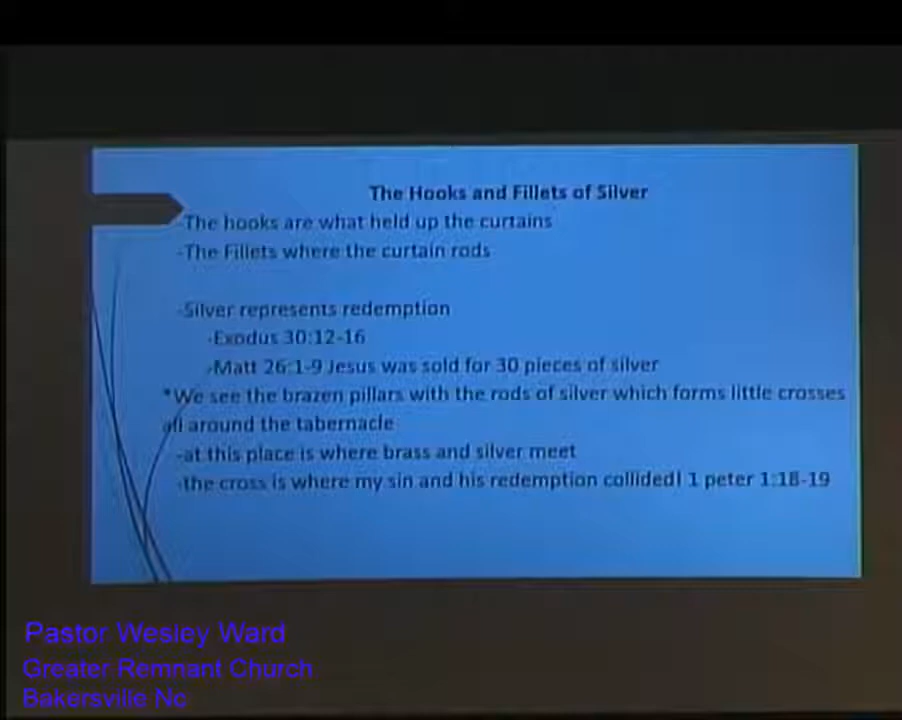 The Hooks and Fillets of Silver
-The hooks are what held up the curtains
-The Fillets where the curtain rods
-Silver represents redemption
-Exodus 30:12-16
-Matt 26:1-9 Jesus was sold for 30 pieces of silver
*We see the brazen pillars with the rods of silver which forms little crosses
all around the tabernacle
-at this place is where brass and silver meet
-the cross is where my sin and his redemption collided! 1 peter 1:18-19
Pastor Wesley Ward
Greater Remnant Church
Bakersville Nc